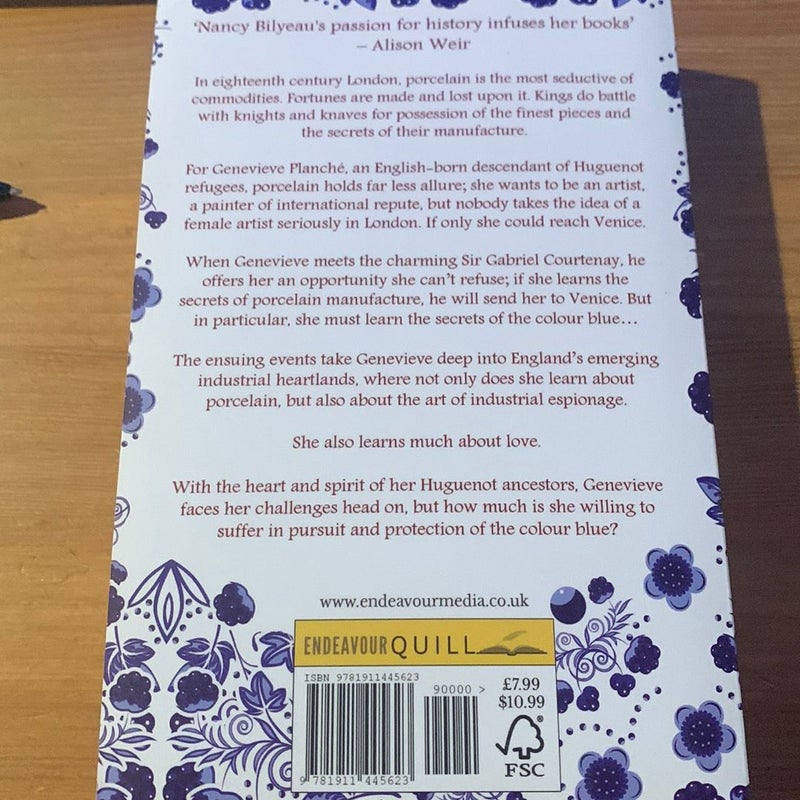 ‘Nancy Bilyeau's passion for history infuses her books’
– Alison Weir
In eighteenth century London, porcelain is the most seductive of
commodities. Fortunes are made and lost upon it. Kings do battle
with knights and knaves for possession of the finest pieces and
the secrets of their manufacture.
For Genevieve Planché, an English-born descendant of Huguenot
refugees, porcelain holds far less allure; she wants to be an artist,
a painter of international repute, but nobody takes the idea of a
female artist seriously in London. If only she could reach Venice.
When Genevieve meets the charming Sir Gabriel Courtenay, he
offers her an opportunity she can’t refuse; if she learns the
secrets of porcelain manufacture, he will send her to Venice. But
in particular, she must learn the secrets of the colour blue...
The ensuing events take Genevieve deep into England’s emerging
industrial heartlands, where not only does she learn about
porcelain, but also about the art of industrial espionage.
She also learns much about love.
With the heart and spirit of her Huguenot ancestors, Genevieve
faces her challenges head on, but how much is she willing to
suffer in pursuit and protection of the colour blue?
www.endeavourmedia.co.uk
ENDEAVOUR QUILL
ISBN 9781911445623
90000 >
£7.99
$10.99
FSC
9 781911 445623